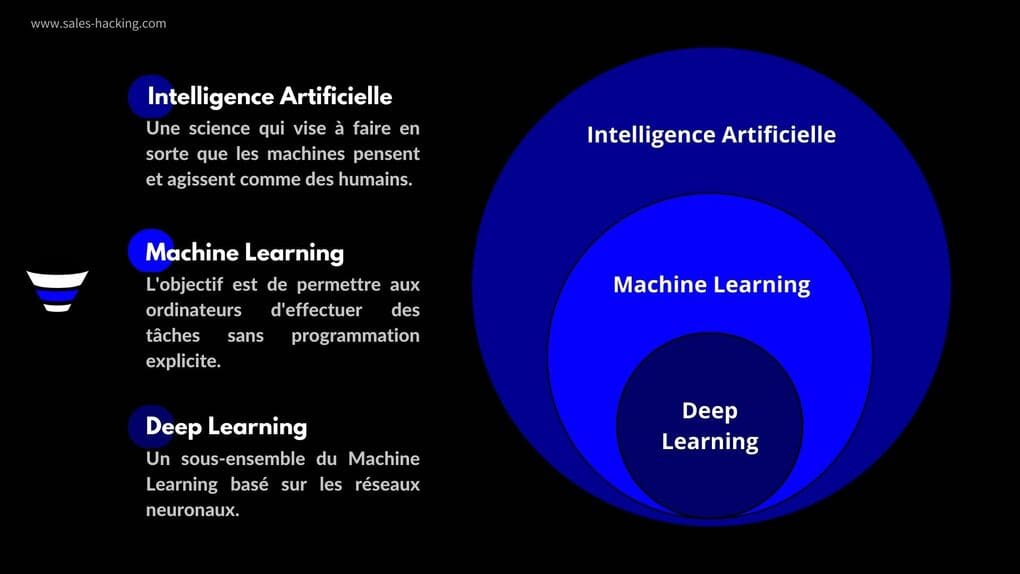 www.sales-hacking.com
Intelligence Artificielle
Une science qui vise à faire en
sorte que les machines pensent
et agissent comme des humains.
Machine Learning
L'objectif est de permettre aux
ordinateurs d'effectuer des
tâches sans programmation
explicite.
Deep Learning
Un sous-ensemble du Machine
Learning basé sur les réseaux
neuronaux.
Intelligence Artificielle
Machine Learning
Deep
Learning